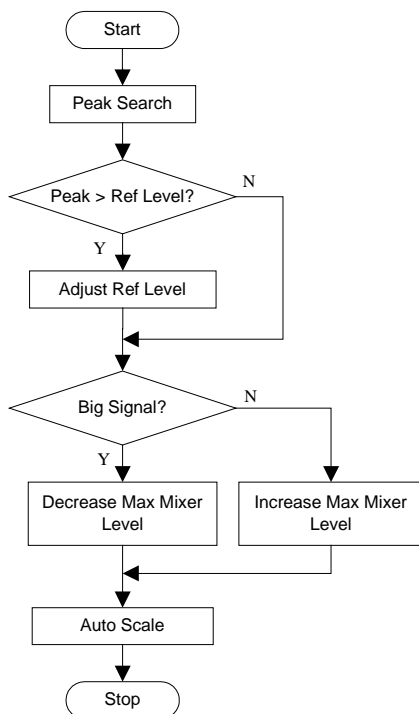 Start
Peak Search
Peak > Ref Level?
N
Y
Adjust Ref Level
Big Signal?
N
Y
Decrease Max Mixer
Level
Increase Max Mixer
Level
Auto Scale
Stop